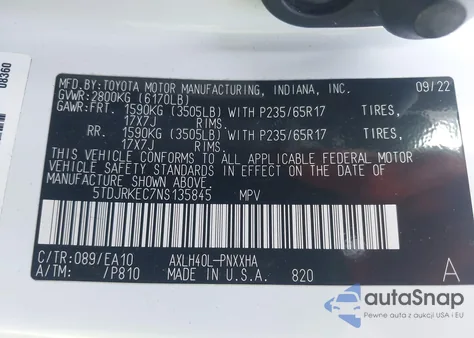 08360
MFD.BY:TOYOTA MOTOR MANUFACTURING, INDIANA, INC. 09/22
GVWR:2800KG (6170LB)
GAWR:FRT. 1590KG (3505LB) WITH P235/65R17 TIRES,
17X7J RIMS.
RR. 1590KG (3505LB) WITH P235/65R17 TIRES,
17X7J RIMS.
THIS VEHICLE CONFORMS TO ALL APPLICABLE FEDERAL MOTOR
VEHICLE SAFETY STANDARDS IN EFFECT ON THE DATE OF
MANUFACTURE SHOWN ABOVE.
5TDJRKEC7NS135845 MPV
C/TR:089/EA10 AXLH40L-PNXXHA A
A/TM: /P810 MADE IN U.S.A. 820
autoSnap
Pewne auta z aukcji w USA i EU